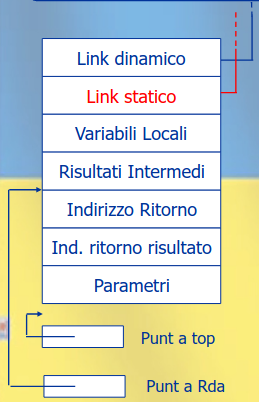 Link dinamico
Link statico
Variabili Locali
Risultati Intermedi
Indirizzo Ritorno
Ind. ritorno risultato
Parametri
Punt a top
Punt a Rda